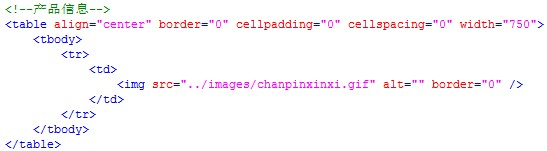 <!--产品信息-->
<table align="center" border="0" cellpadding="0" cellspacing="0" width="750">
<tbody>
<tr>
<td>
<img src="../images/chanpinxinxi.gif" alt="" border="0" />
</td>
</tr>
</tbody>
</table>